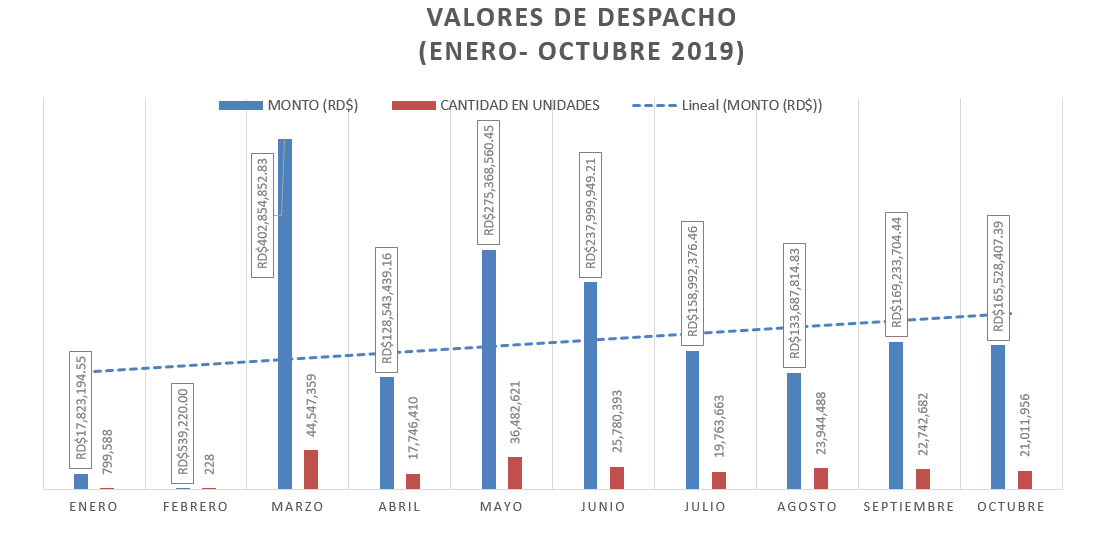 VALORES DE DESPACHO
(ENERO- OCTUBRE 2019)
MONTO (RD$)
CANTIDAD EN UNIDADES
Lineal (MONTO (RD$))
RD$17,823,194.55
799,588
RD$539,220.00
228
RD$402,854,852.83
44,547,359
RD$128,543,439.16
17,746,410
RD$275,368,560.45
36,482,621
RD$237,999,949.21
25,780,393
RD$158,992,376.46
19,763,663
RD$133,687,814.83
23,944,488
RD$169,233,704.44
22,742,682
RD$165,528,407.39
21,011,956
ENERO
FEBRERO
MARZO
ABRIL
MAYO
JUNIO
JULIO
AGOSTO
SEPTIEMBRE
OCTUBRE